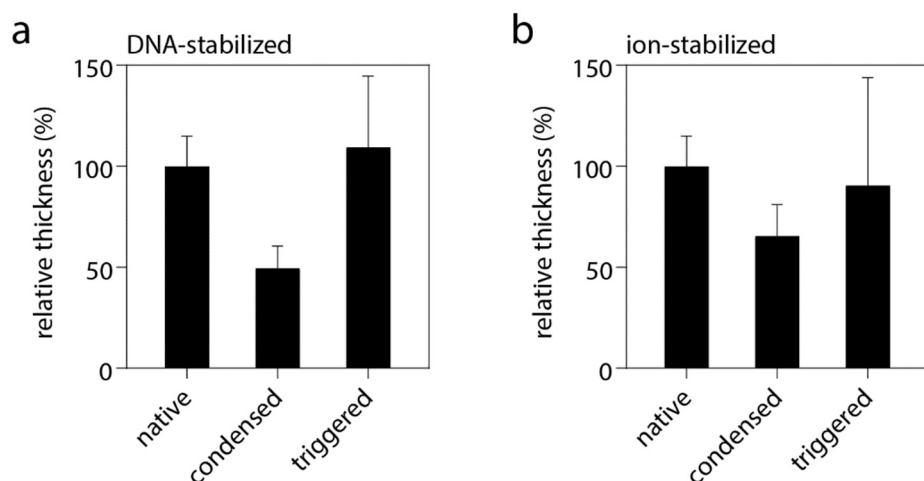 a
DNA-stabilized
relative thickness (%)
150
100
50
0
native
condensed
triggered
b
ion-stabilized
relative thickness (%)
150
100
50
0
native
condensed
triggered